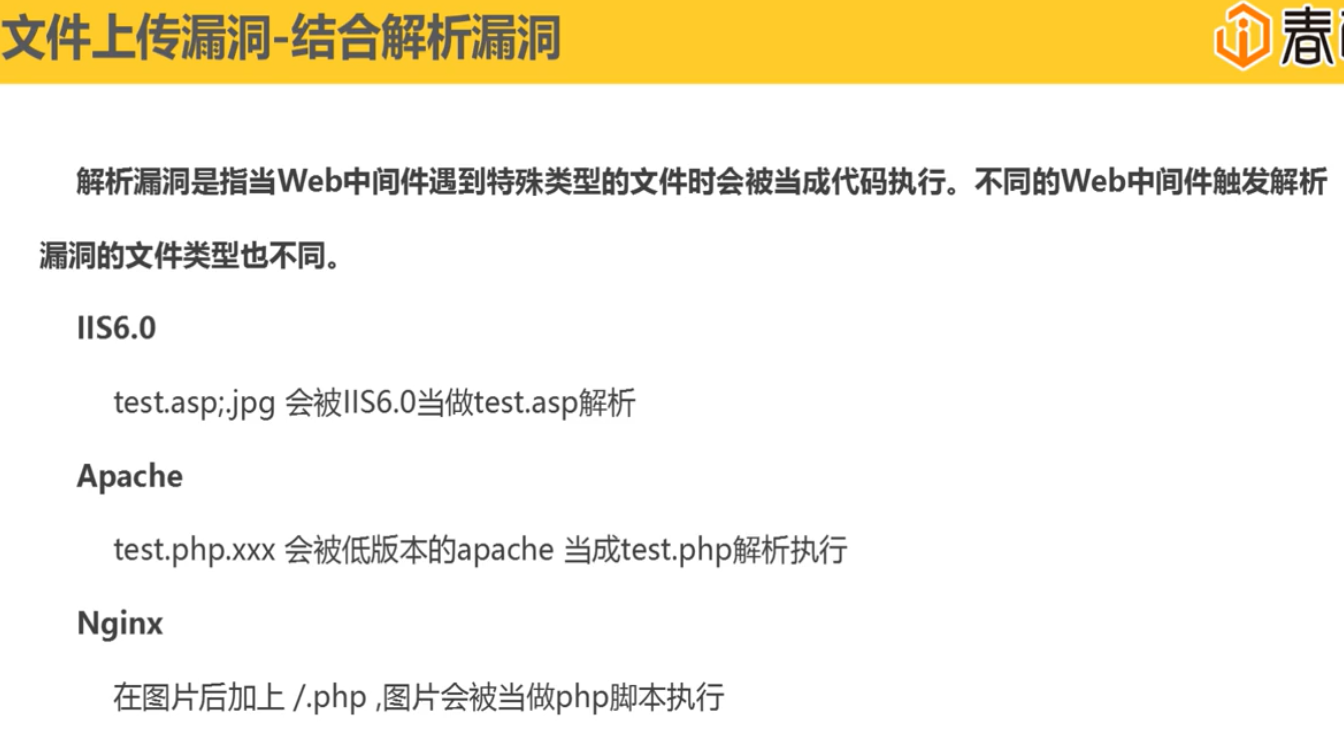 文件上传漏洞-结合解析漏洞
春
解析漏洞是指当Web中间件遇到特殊类型的文件时会被当成代码执行。不同的Web中间件触发解析
漏洞的文件类型也不同。
IIS6.0
test.asp;.jpg 会被IIS6.0当做test.asp解析
Apache
test.php.xxx 会被低版本的apache 当成test.php解析执行
Nginx
在图片后加上 /.php ,图片会被当做php脚本执行